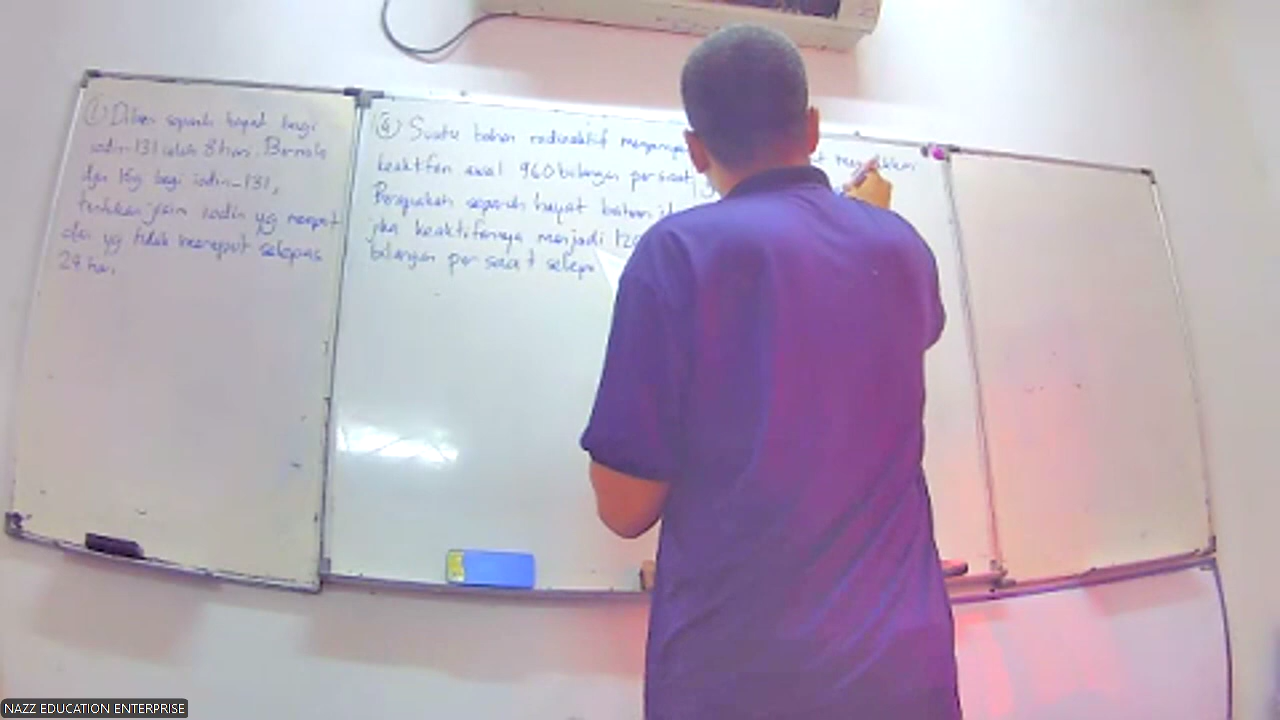 ① Diberi separuh hayat bagi
iodin-131 ialah 8 hari. Bermula
dgn 16g bagi iodin-131,
tentukan jisim iodin yg mereput
dan yg tidak mereput selepas
24 hari.
④ Suatu bahan radioaktif mempunyai
keaktifan awal 960 bilangan per saat,
Berapakah separuh hayat bahan
jika keaktifannya menjadi 120
bilangan per saat selepas
NAZZ EDUCATION ENTERPRISE